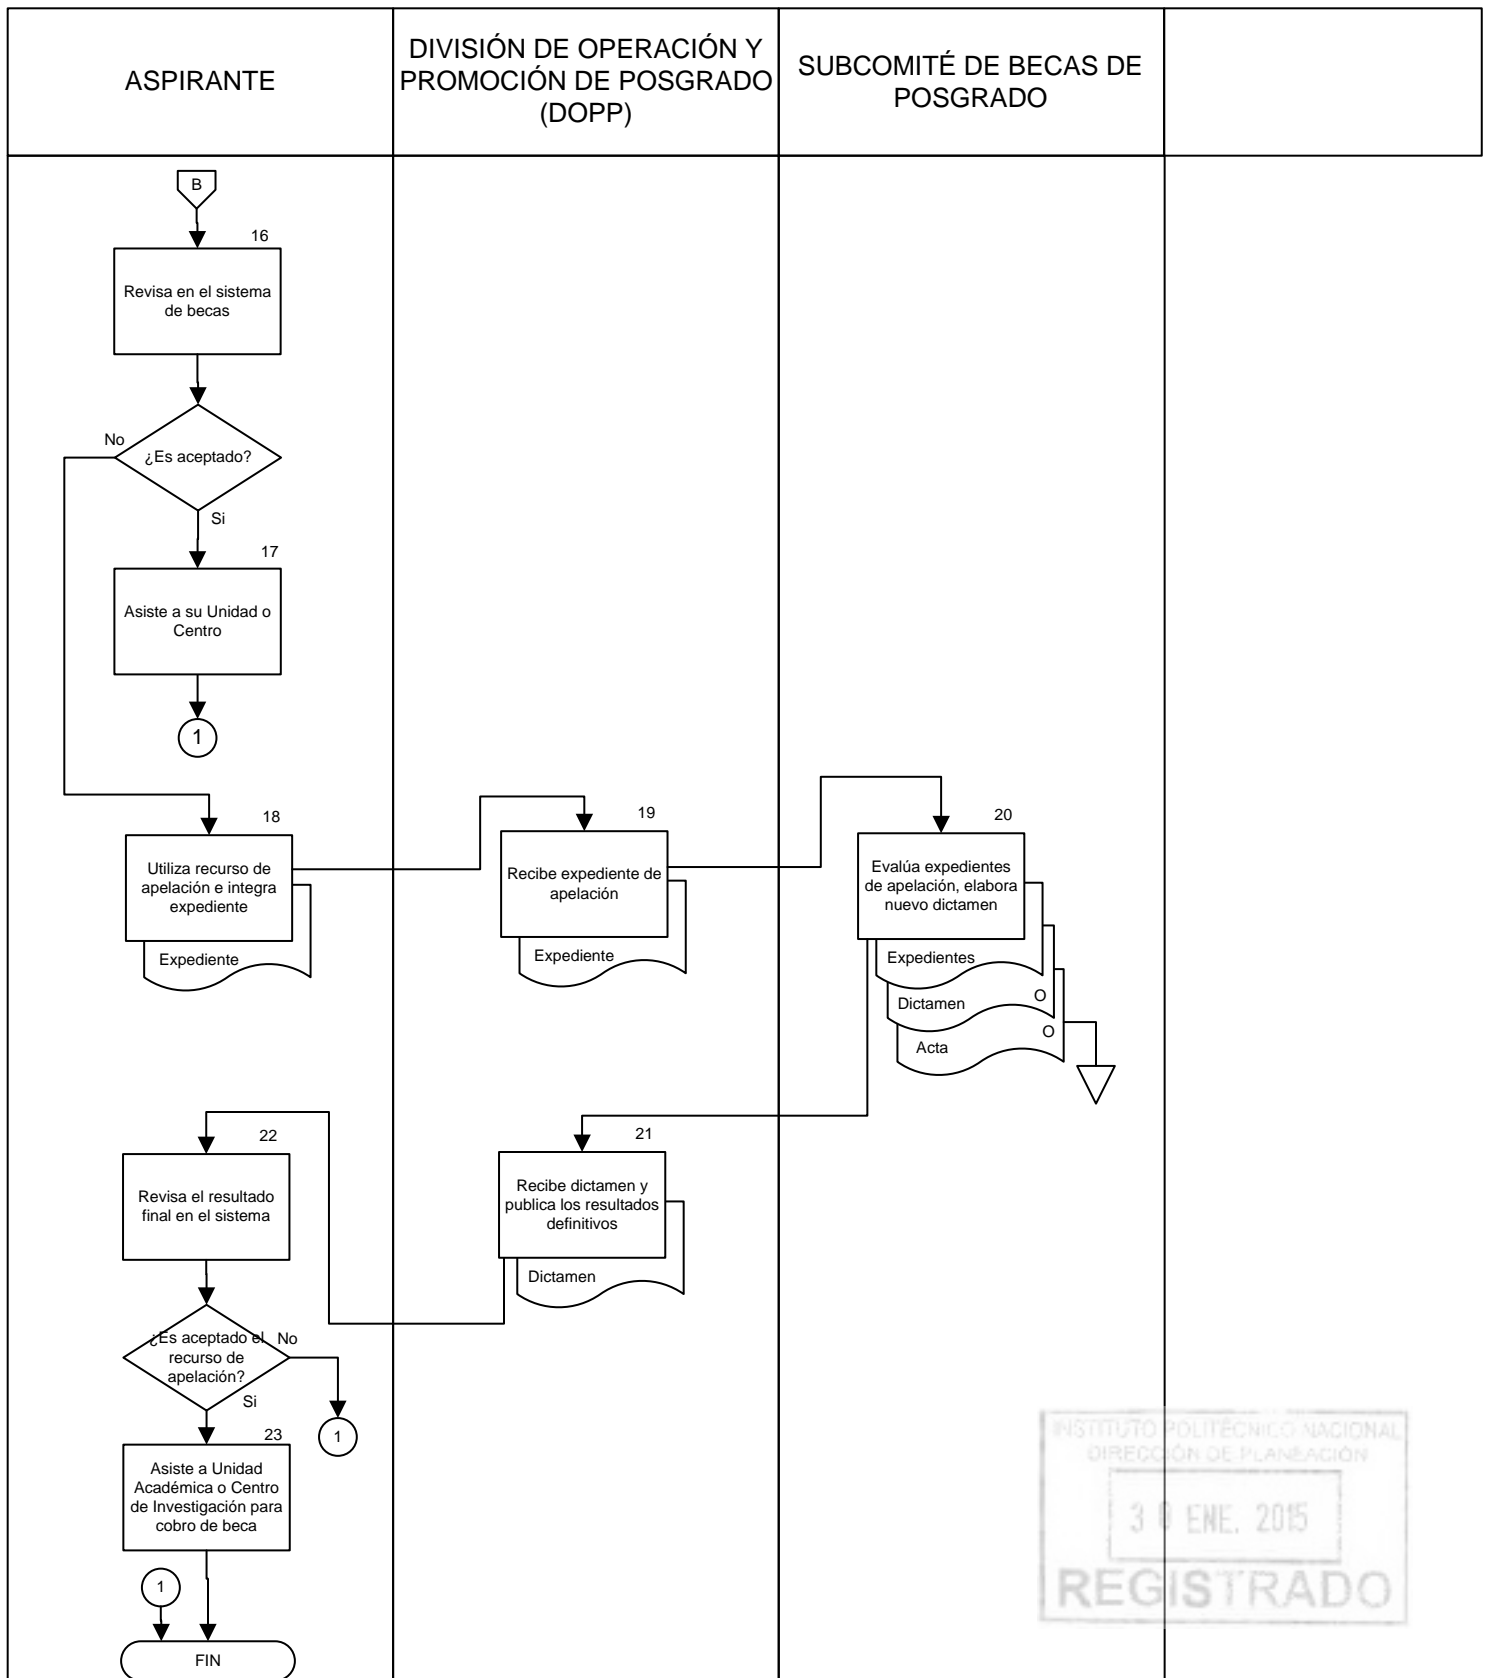 ASPIRANTE
DIVISIÓN DE OPERACIÓN Y
PROMOCIÓN DE POSGRADO
(DOPP)
SUBCOMITÉ DE BECAS DE
POSGRADO
B
16
Revisa en el sistema
de becas
No
¿Es aceptado?
Si
17
Asiste a su Unidad o
Centro
1
18
Utiliza recurso de
apelación e integra
expediente
Expediente
19
Recibe expediente de
apelación
Expediente
20
Evalúa expedientes
de apelación, elabora
nuevo dictamen
Expedientes
Dictamen
O
Acta
O
21
Recibe dictamen y
publica los resultados
definitivos
Dictamen
22
Revisa el resultado
final en el sistema
¿Es aceptado el
recurso de
apelación?
No
1
Si
23
Asiste a Unidad
Académica o Centro
de Investigación para
cobro de beca
1
FIN
INSTITUTO POLITÉCNICO NACIONAL
DIRECCIÓN DE PLANEACIÓN
30 ENE. 2015
REGISTRADO